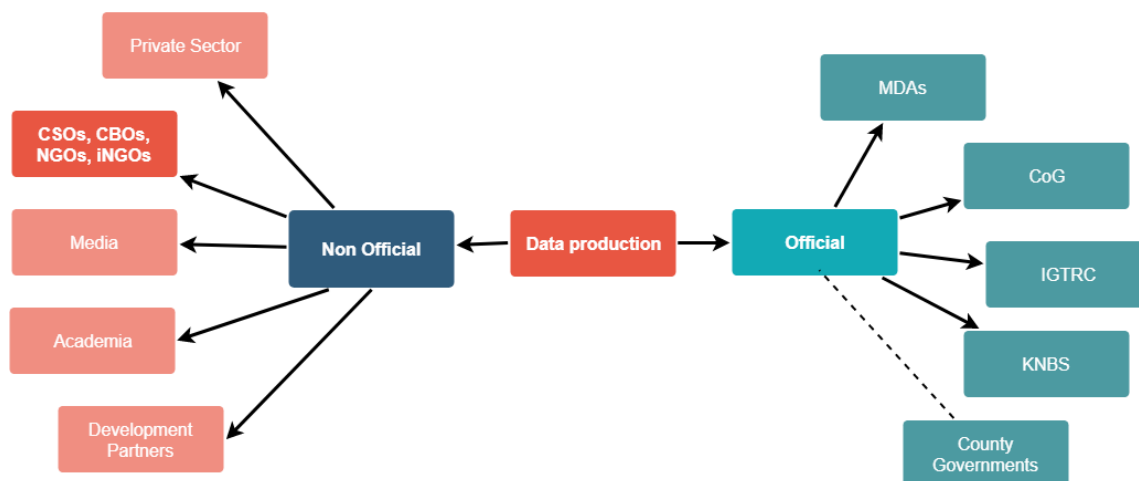 Private Sector
MDAs
CSOs, CBOs,
NGOs, iNGOs
CoG
Media
Non Official
Data production
Official
IGTRC
Academia
KNBS
Development
Partners
County
Governments